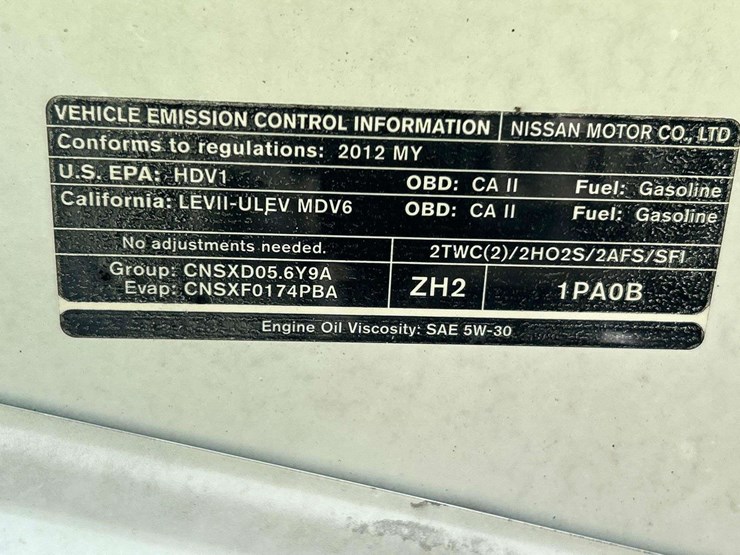 VEHICLE EMISSION CONTROL INFORMATION NISSAN MOTOR CO., LTD
Conforms to regulations: 2012 MY
U.S. EPA: HDV1 OBD: CA II Fuel: Gasoline
California: LEVII-ULEV MDV6 OBD: CA II Fuel: Gasoline
No adjustments needed. 2TWC(2)/2HO2S/2AFS/SFI
Group: CNSXD05.6Y9A
Evap: CNSXF0174PBA ZH2 1PA0B
Engine Oil Viscosity: SAE 5W-30